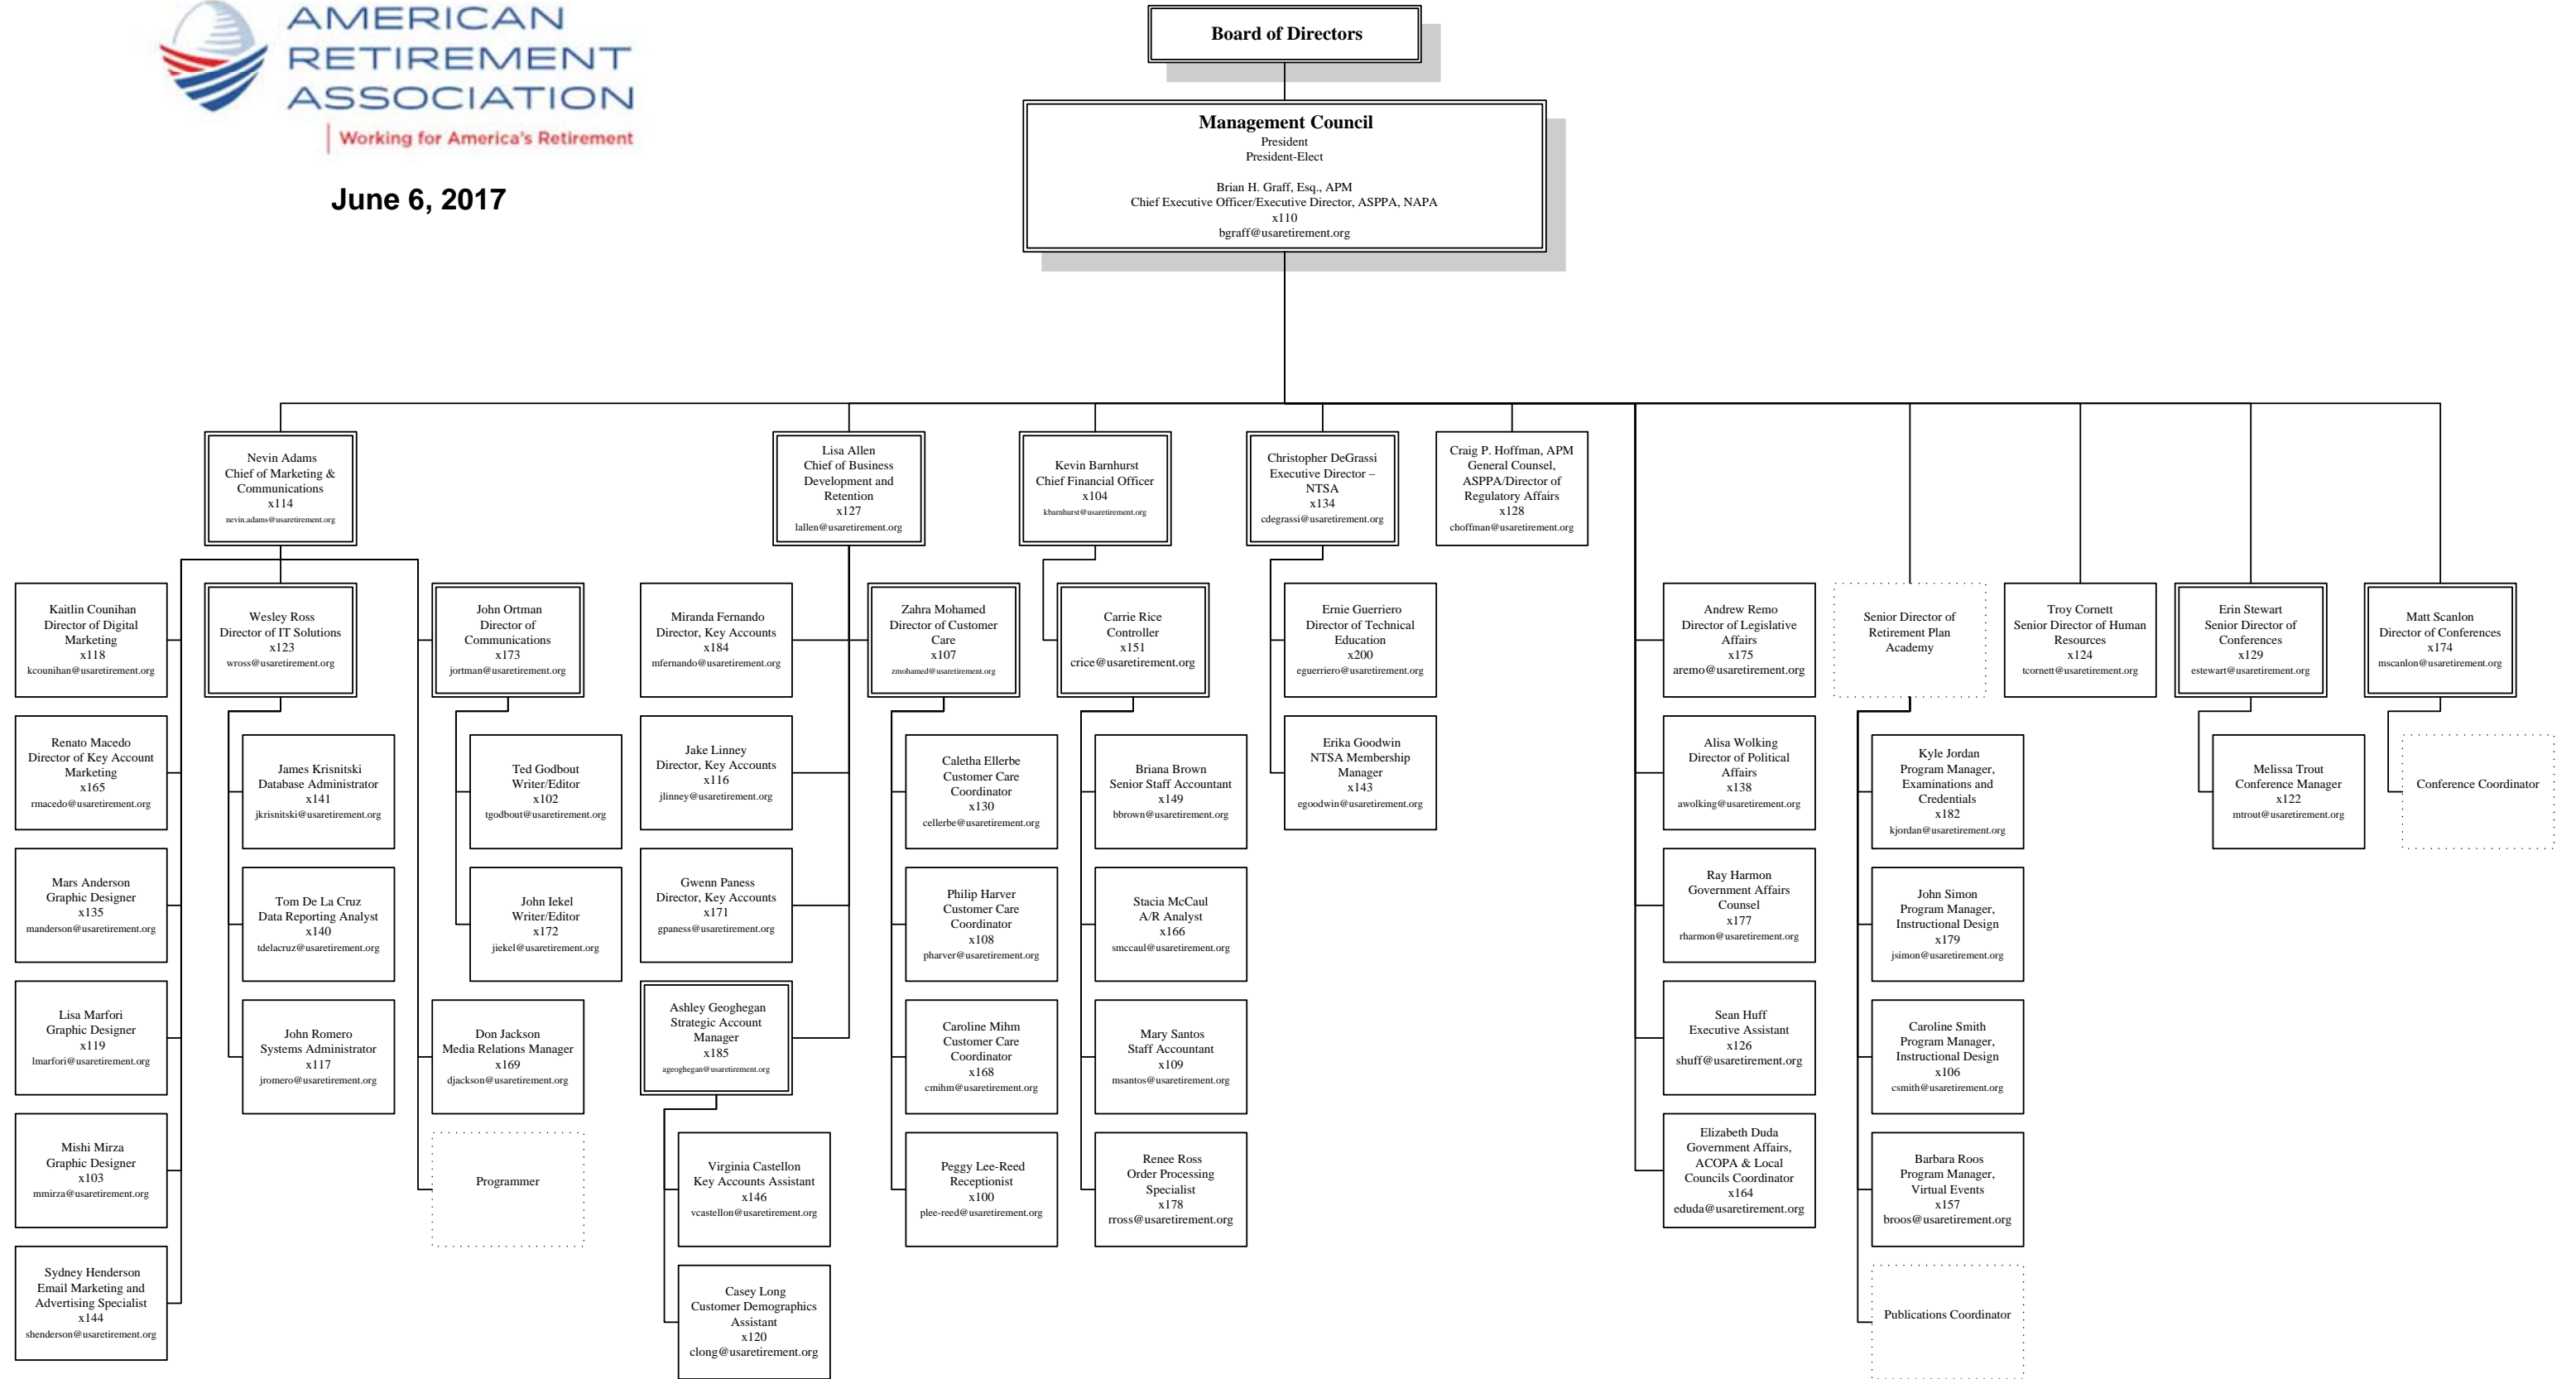 AMERICAN
RETIREMENT
ASSOCIATION
Working for America's Retirement
June 6, 2017
Board of Directors
Management Council
President
President-Elect
Brian H. Graff, Esq., APM
Chief Executive Officer/Executive Director, ASPPA, NAPA
x110
bgraff@usaretirement.org
Nevin Adams
Chief of Marketing &
Communications
x114
nevin.adams@usaretirement.org
Lisa Allen
Chief of Business
Development and
Retention
x127
lallen@usaretirement.org
Kevin Barnhurst
Chief Financial Officer
x104
kbarnhurst@usaretirement.org
Christopher DeGrassi
Executive Director –
NTSA
x134
cdegrassi@usaretirement.org
Craig P. Hoffman, APM
General Counsel,
ASPPA/Director of
Regulatory Affairs
x128
choffman@usaretirement.org
Kaitlin Counihan
Director of Digital
Marketing
x118
kcounihan@usaretirement.org
Wesley Ross
Director of IT Solutions
x123
wross@usaretirement.org
John Ortman
Director of
Communications
x173
jortman@usaretirement.org
Miranda Fernando
Director, Key Accounts
x184
mfernando@usaretirement.org
Zahra Mohamed
Director of Customer
Care
x107
zmohamed@usaretirement.org
Carrie Rice
Controller
x151
crice@usaretirement.org
Ernie Guerriero
Director of Technical
Education
x200
eguerriero@usaretirement.org
Andrew Remo
Director of Legislative
Affairs
x175
aremo@usaretirement.org
Senior Director of
Retirement Plan
Academy
Troy Cornett
Senior Director of Human
Resources
x124
tcornett@usaretirement.org
Erin Stewart
Senior Director of
Conferences
x129
estewart@usaretirement.org
Matt Scanlon
Director of Conferences
x174
mscanlon@usaretirement.org
Renato Macedo
Director of Key Account
Marketing
x165
rmacedo@usaretirement.org
James Krisnitski
Database Administrator
x141
jkrisnitski@usaretirement.org
Ted Godbout
Writer/Editor
x102
tgodbout@usaretirement.org
Jake Linney
Director, Key Accounts
x116
jlinney@usaretirement.org
Caletha Ellerbe
Customer Care
Coordinator
x130
cellerbe@usaretirement.org
Briana Brown
Senior Staff Accountant
x149
bbrown@usaretirement.org
Erika Goodwin
NTSA Membership
Manager
x143
egoodwin@usaretirement.org
Alisa Wolking
Director of Political
Affairs
x138
awolking@usaretirement.org
Kyle Jordan
Program Manager,
Examinations and
Credentials
x182
kjordan@usaretirement.org
Melissa Trout
Conference Manager
x122
mtrout@usaretirement.org
Conference Coordinator
Mars Anderson
Graphic Designer
x135
manderson@usaretirement.org
Tom De La Cruz
Data Reporting Analyst
x140
tdelacruz@usaretirement.org
John Iekel
Writer/Editor
x172
jiekel@usaretirement.org
Gwenn Paness
Director, Key Accounts
x171
gpaness@usaretirement.org
Philip Harver
Customer Care
Coordinator
x108
pharver@usaretirement.org
Stacia McCaul
A/R Analyst
x166
smccaul@usaretirement.org
Ray Harmon
Government Affairs
Counsel
x177
rharmon@usaretirement.org
John Simon
Program Manager,
Instructional Design
x179
jsimon@usaretirement.org
Lisa Marfori
Graphic Designer
x119
lmarfori@usaretirement.org
John Romero
Systems Administrator
x117
jromero@usaretirement.org
Don Jackson
Media Relations Manager
x169
djackson@usaretirement.org
Ashley Geoghegan
Strategic Account
Manager
x185
ageoghegan@usaretirement.org
Caroline Mihm
Customer Care
Coordinator
x168
cmihm@usaretirement.org
Mary Santos
Staff Accountant
x109
msantos@usaretirement.org
Sean Huff
Executive Assistant
x126
shuff@usaretirement.org
Caroline Smith
Program Manager,
Instructional Design
x106
csmith@usaretirement.org
Mishi Mirza
Graphic Designer
x103
mmirza@usaretirement.org
Programmer
Virginia Castellon
Key Accounts Assistant
x146
vcastellon@usaretirement.org
Peggy Lee-Reed
Receptionist
x100
plee-reed@usaretirement.org
Renee Ross
Order Processing
Specialist
x178
rross@usaretirement.org
Elizabeth Duda
Government Affairs,
ACOPA & Local
Councils Coordinator
x164
eduda@usaretirement.org
Barbara Roos
Program Manager,
Virtual Events
x157
broos@usaretirement.org
Sydney Henderson
Email Marketing and
Advertising Specialist
x144
shenderson@usaretirement.org
Casey Long
Customer Demographics
Assistant
x120
clong@usaretirement.org
Publications Coordinator